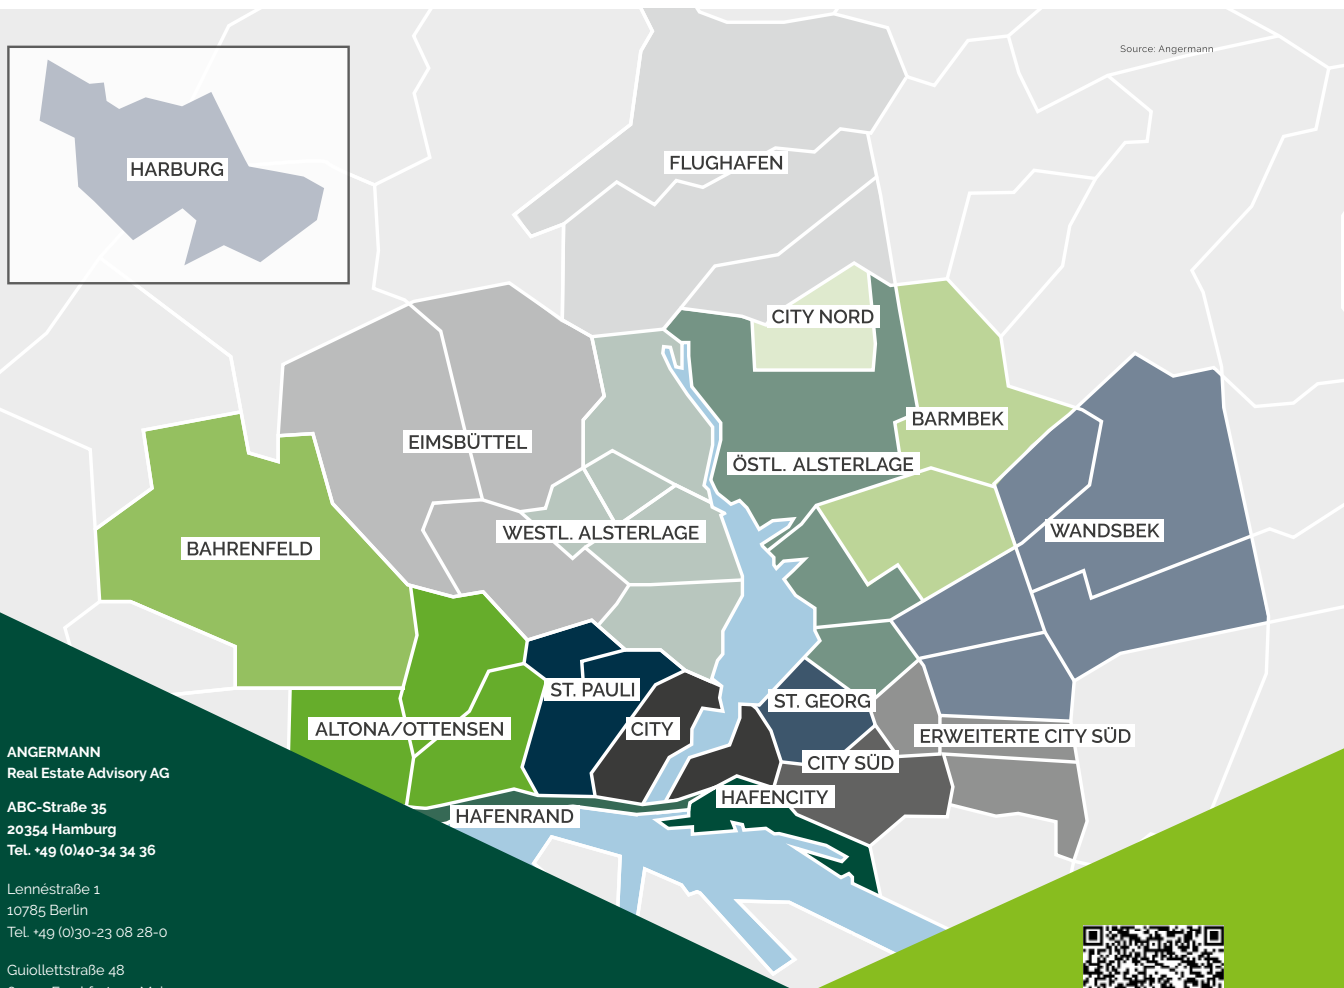 Source: Angermann
HARBURG
FLUGHAFEN
CITY NORD
BARMBEK
EIMSBÜTTEL
ÖSTL. ALSTERLAGE
WESTL. ALSTERLAGE
WANDSBEK
BAHRENFELD
ST. PAULI
ST. GEORG
ALTONA/OTTENSEN
CITY
ERWEITERTE CITY SÜD
CITY SÜD
HAFENCITY
HAFENRAND
ANGERMANN
Real Estate Advisory AG
ABC-Straße 35
20354 Hamburg
Tel. +49 (0)40-34 34 36
Lennéstraße 1
10785 Berlin
Tel. +49 (0)30-23 08 28-0
Guiollettstraße 48